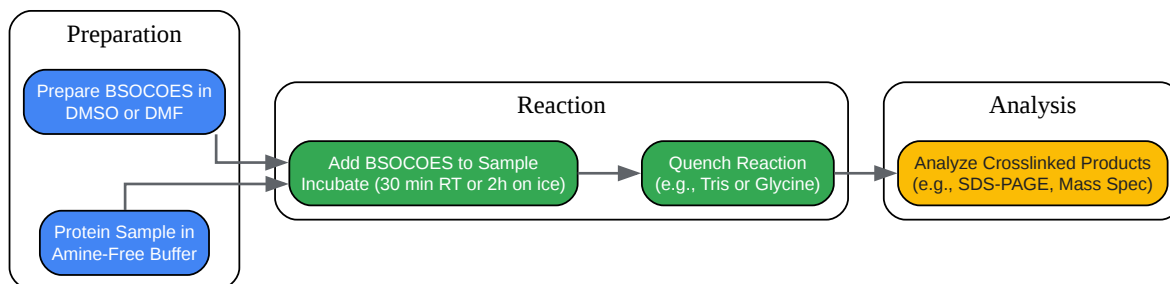 Preparation
Prepare BSOCOES in
DMSO or DMF
Protein Sample in
Amine-Free Buffer
Reaction
Add BSOCOES to Sample
Incubate (30 min RT or 2h on ice)
Quench Reaction
(e.g., Tris or Glycine)
Analysis
Analyze Crosslinked Products
(e.g., SDS-PAGE, Mass Spec)